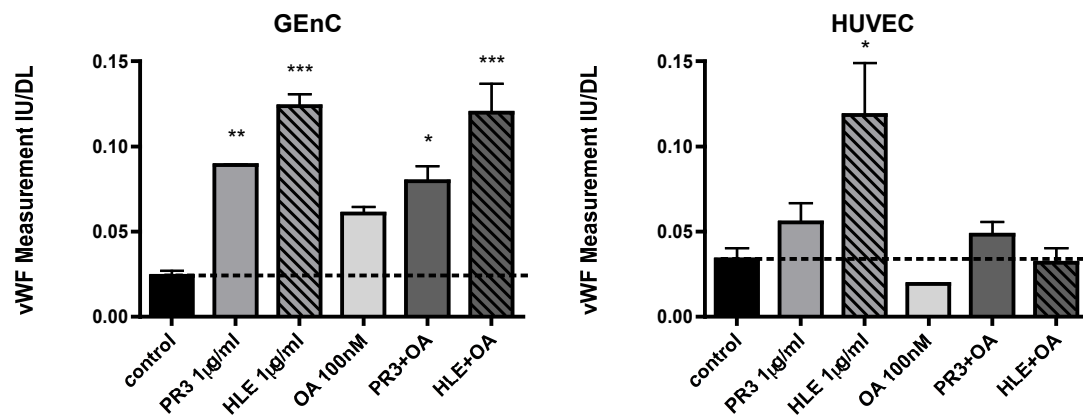 GEnC
vWF Measurement IU/DL
0.15
0.10
0.05
0.00
**
***
*
***
control
PR3 1µg/ml
HLE 1µg/ml
OA 100nM
PR3+OA
HLE+OA
HUVEC
vWF Measurement IU/DL
0.15
0.10
0.05
0.00
*
control
PR3 1µg/ml
HLE 1µg/ml
OA 100nM
PR3+OA
HLE+OA